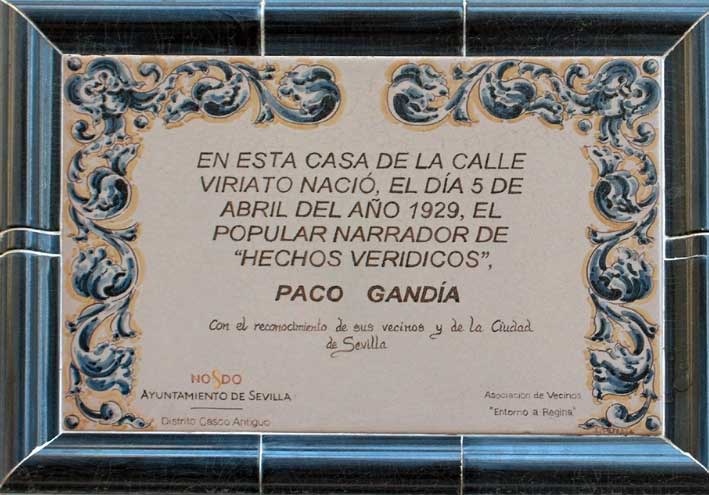 EN ESTA CASA DE LA CALLE
VIRIATO NACIÓ, EL DÍA 5 DE
ABRIL DEL AÑO 1929, EL
POPULAR NARRADOR DE
"HECHOS VERIDICOS",
PACO GANDÍA
Con el reconocimiento de sus vecinos y de la Ciudad
de Sevilla
NO8DO
AYUNTAMIENTO DE SEVILLA
Distrito Casco Antiguo
Asociación de Vecinos
"Entorno a Regina"